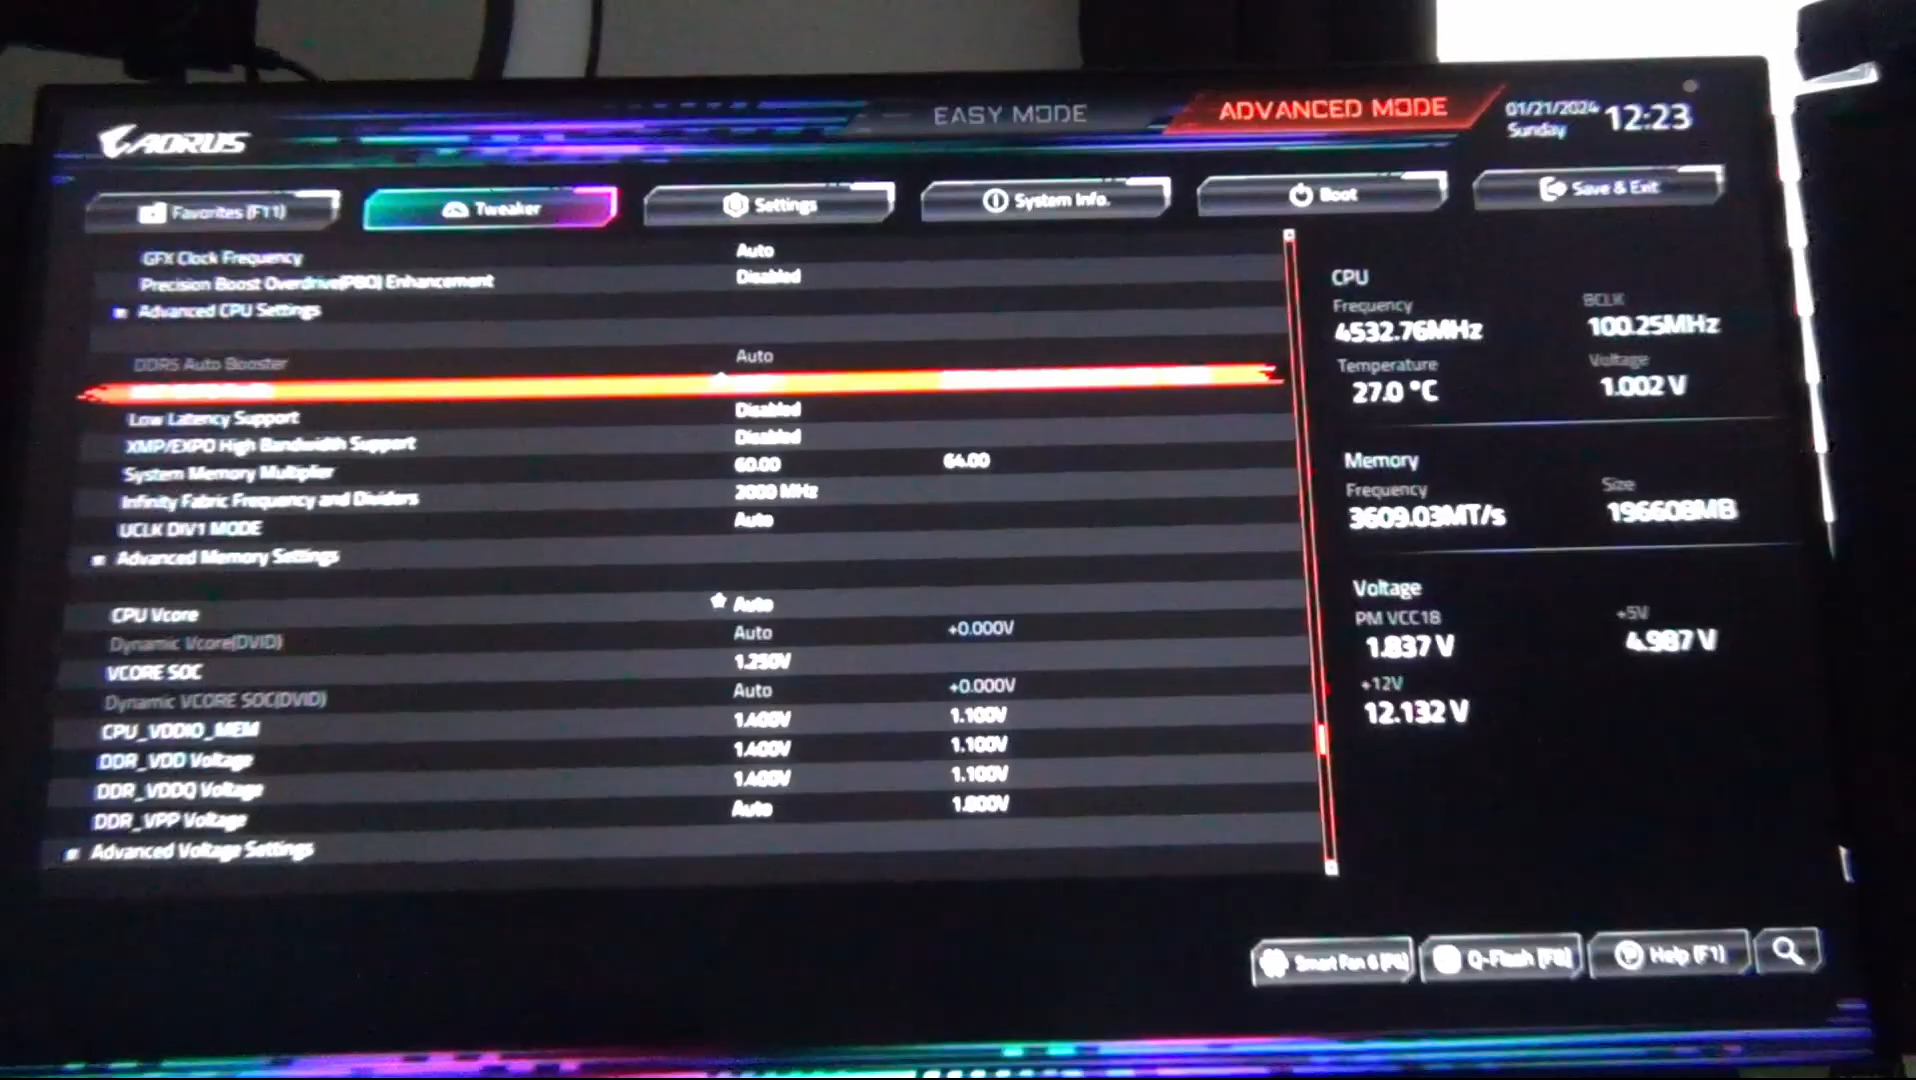 AORUS
EASY MODE
ADVANCED MODE
01/21/2024
Sunday
12:23
Favorites (F11)
Tweaker
Settings
System Info.
Boot
Save & Exit
GFX Clock Frequency Auto
Precision Boost Overdrive(PBO) Enhancement Disabled
Advanced CPU Settings
DDR5 Auto Booster Auto
Low Latency Support Disabled
XMP/EXPO High Bandwidth Support Disabled
System Memory Multiplier 60.00 64.00
Infinity Fabric Frequency and Dividers 2000 MHz
UCLK DIV1 MODE Auto
Advanced Memory Settings
CPU Vcore Auto
Dynamic Vcore(DVID) Auto +0.000V
VCORE SOC 1.250V
Dynamic VCORE SOC(DVID) Auto +0.000V
CPU_VDDIO_MEM 1.400V 1.100V
DDR_VDD Voltage 1.400V 1.100V
DDR_VDDQ Voltage 1.400V 1.100V
DDR_VPP Voltage Auto 1.800V
Advanced Voltage Settings
CPU
Frequency BCLK
4532.76MHz 100.25MHz
Temperature Voltage
27.0 °C 1.002 V
Memory
Frequency Size
3609.03MT/s 196608MB
Voltage
PM VCC18 +5V
1.837 V 4.987 V
+12V
12.132 V
Smart Fan 6 [F6]
Q-Flash [F8]
Help (F1)